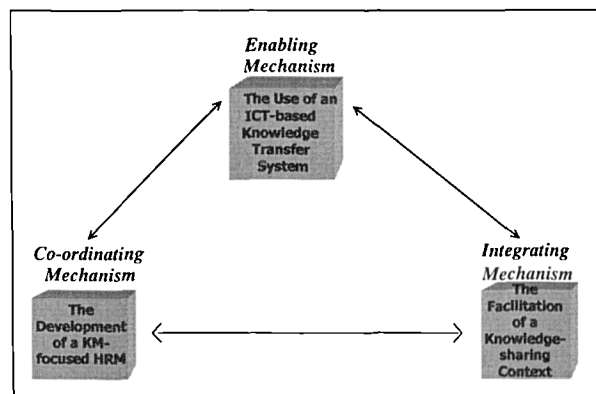 Enabling
Mechanism
The Use of an
ICT-based
Knowledge
Transfer
System
Co-ordinating
Mechanism
The
Development
of a KM-
focused HRM
Integrating
Mechanism
The
Facilitation
of a
Knowledge-
sharing
Context